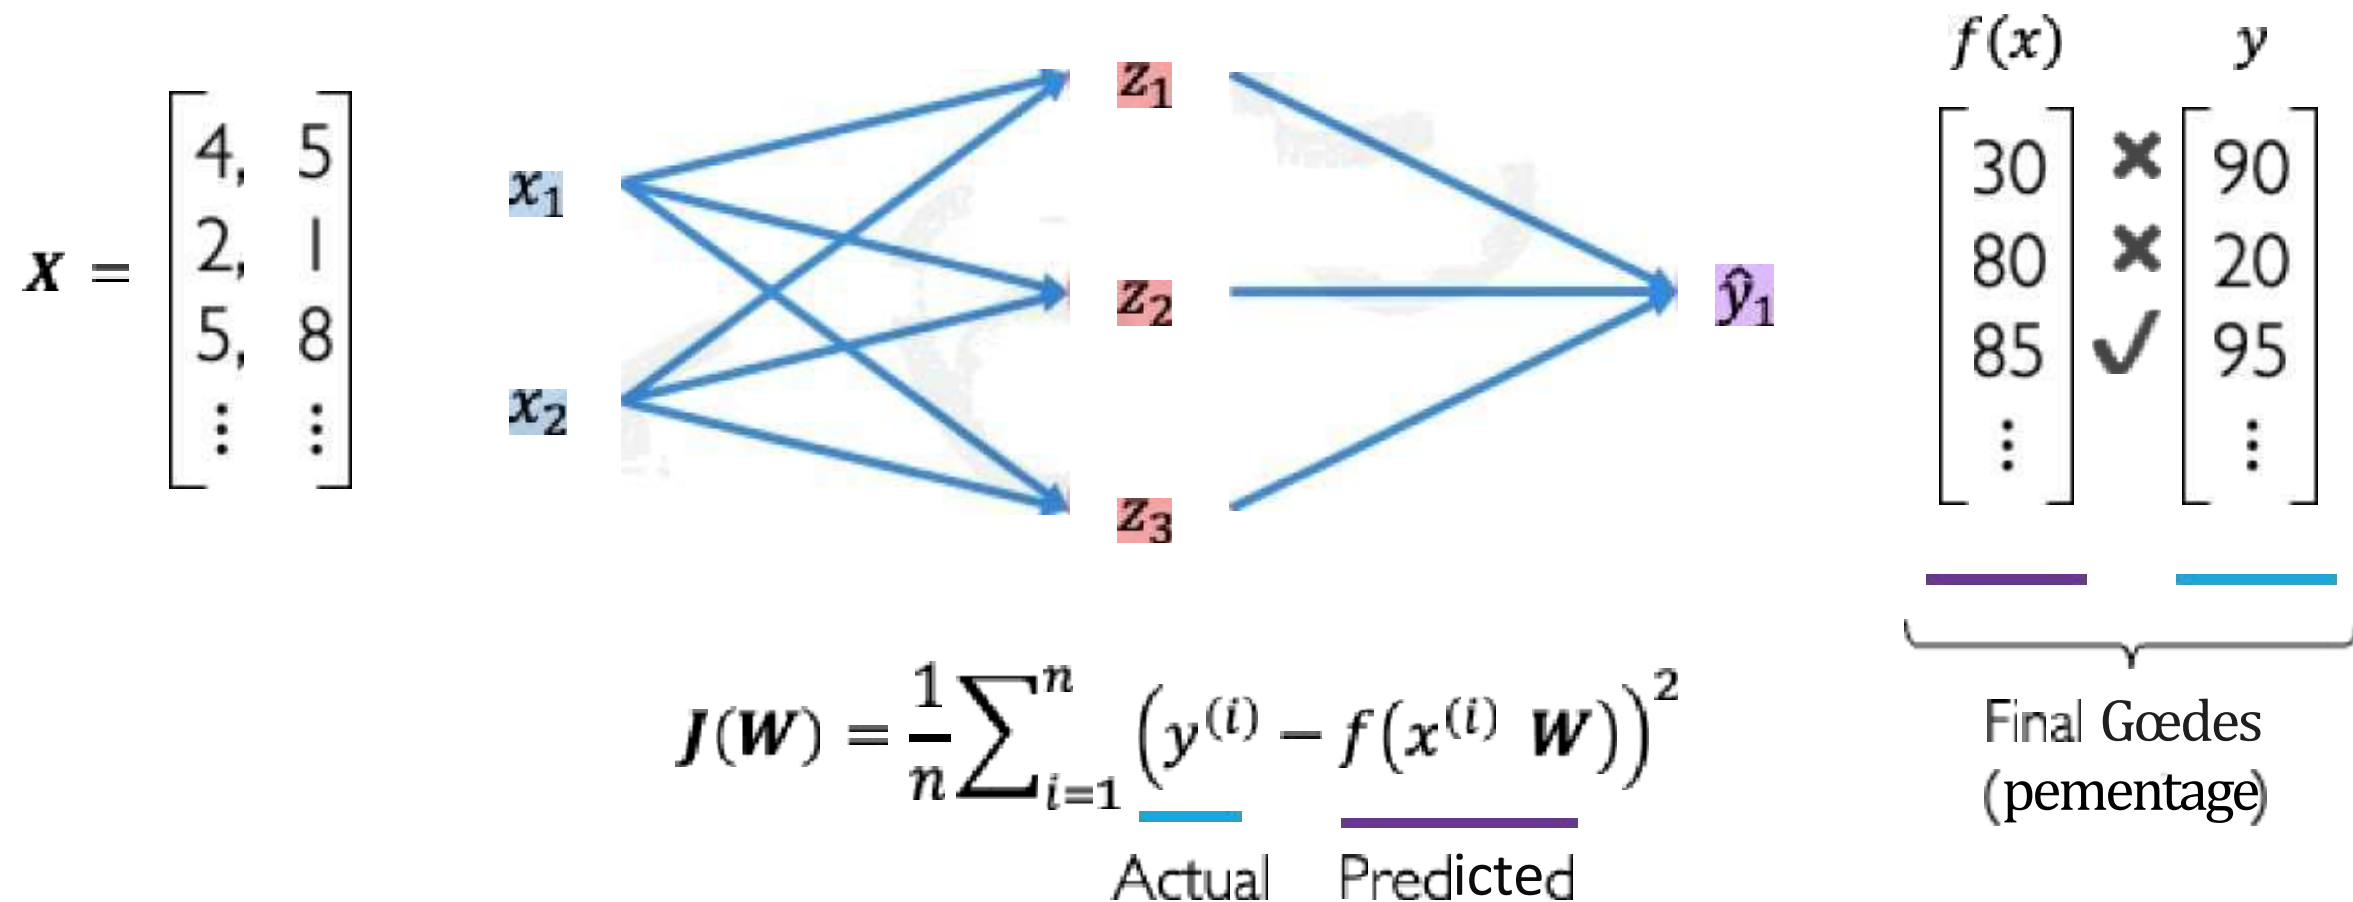 X = [4, 5
2, 1
5, 8
⋮ ⋮]
x₁
x₂
z₁
z₂
z₃
ŷ₁
f(x) y
30 ✖ 90
80 ✖ 20
85 ✓ 95
⋮ ⋮
Final Gœdes
(pementage)
J(W) = 1/n ∑ⁿᵢ₌₁ (y⁽ⁱ⁾ − f(x⁽ⁱ⁾ W))²
Actual Predicted